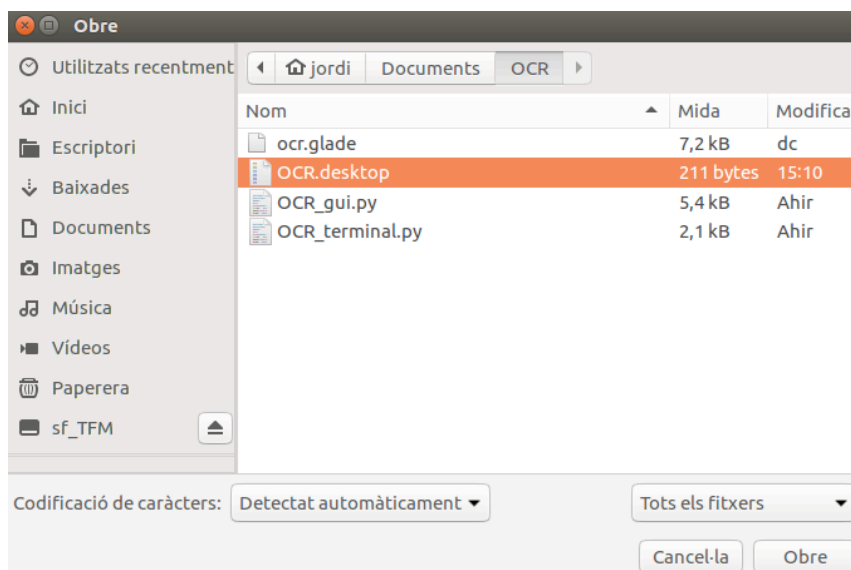 Obre
Utilitzats recentment
Inici
Escriptori
Baixades
Documents
Imatges
Música
Vídeos
Paperera
sf_TFM
jordi Documents OCR
Nom Mida Modifica
ocr.glade 7,2 kB dc
OCR.desktop 211 bytes 15:10
OCR_gui.py 5,4 kB Ahir
OCR_terminal.py 2,1 kB Ahir
Codificació de caràcters: Detectat automàticament Tots els fitxers
Cancel·la Obre